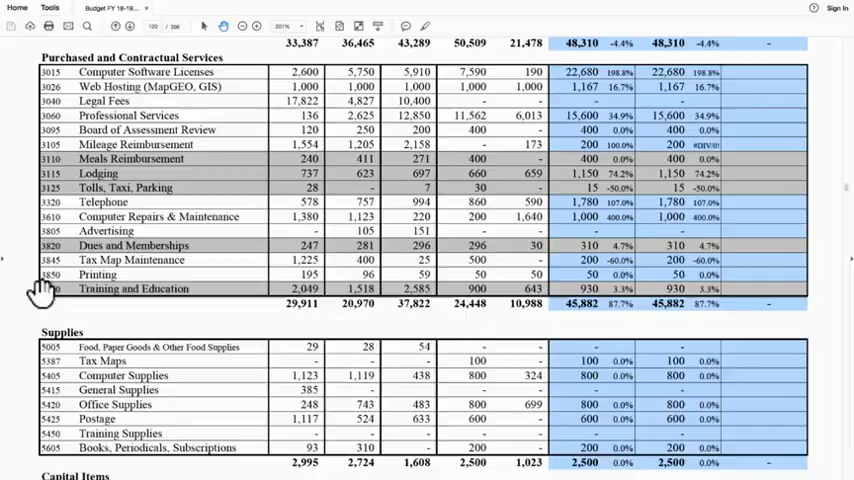 Home Tools Budget FY 18-19... × Sign In
120 / 356 201%
33,387 36,465 43,289 50,509 21,478 48,310 -4.4% 48,310 -4.4% -
Purchased and Contractual Services
3015 Computer Software Licenses 2,600 5,750 5,910 7,590 190 22,680 198.8% 22,680 198.8%
3026 Web Hosting (MapGEO, GIS) 1,000 1,000 1,000 1,000 1,000 1,167 16.7% 1,167 16.7%
3040 Legal Fees 17,822 4,827 10,400 - - -
3060 Professional Services 136 2,625 12,850 11,562 6,013 15,600 34.9% 15,600 34.9%
3095 Board of Assessment Review 120 250 200 400 400 0.0% 400 0.0%
3105 Mileage Reimbursement 1,554 1,205 2,158 - 173 200 100.0% 200 #DIV/0!
3110 Meals Reimbursement 240 411 271 400 400 0.0% 400 0.0%
3115 Lodging 737 623 697 660 659 1,150 74.2% 1,150 74.2%
3125 Tolls, Taxi, Parking 28 - 7 30 15 -50.0% 15 -50.0%
3320 Telephone 578 757 994 860 590 1,780 107.0% 1,780 107.0%
3610 Computer Repairs & Maintenance 1,380 1,123 220 200 1,640 1,000 400.0% 1,000 400.0%
3805 Advertising - 105 151 - - -
3820 Dues and Memberships 247 281 296 296 30 310 4.7% 310 4.7%
3845 Tax Map Maintenance 1,225 400 25 500 200 -60.0% 200 -60.0%
3850 Printing 195 96 59 50 50 50 0.0% 50 0.0%
Training and Education 2,049 1,518 2,585 900 643 930 3.3% 930 3.3%
29,911 20,970 37,822 24,448 10,988 45,882 87.7% 45,882 87.7% -
Supplies
5005 Food, Paper Goods & Other Food Supplies 29 28 54 - - -
5387 Tax Maps - - - 100 100 0.0% 100 0.0%
5405 Computer Supplies 1,123 1,119 438 800 324 800 0.0% 800 0.0%
5415 General Supplies 385 - - - -
5420 Office Supplies 248 743 483 800 699 800 0.0% 800 0.0%
5425 Postage 1,117 524 633 600 600 0.0% 600 0.0%
5450 Training Supplies - - - - - -
5605 Books, Periodicals, Subscriptions 93 310 - 200 200 0.0% 200 0.0%
2,995 2,724 1,608 2,500 1,023 2,500 0.0% 2,500 0.0% -
Capital Items